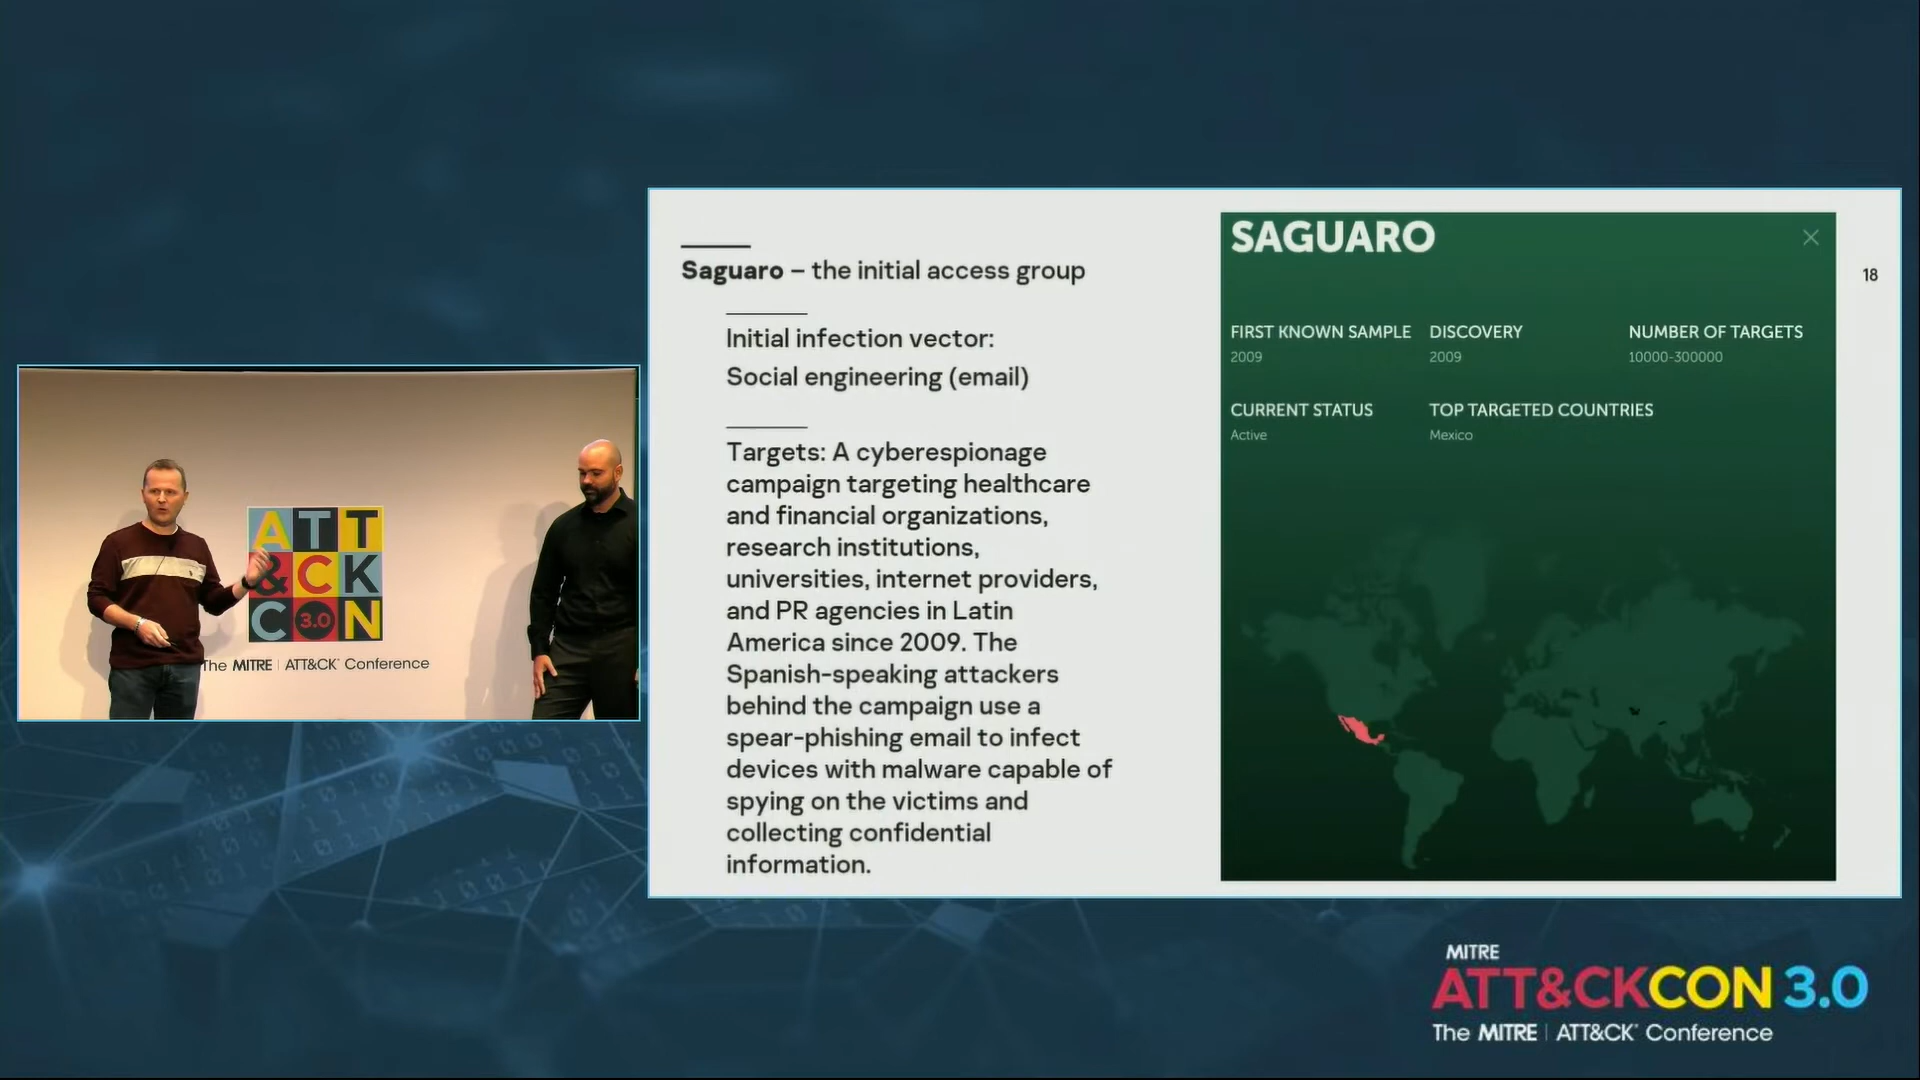 Saguaro – the initial access group
Initial infection vector:
Social engineering (email)
Targets: A cyberespionage
campaign targeting healthcare
and financial organizations,
research institutions,
universities, internet providers,
and PR agencies in Latin
America since 2009. The
Spanish-speaking attackers
behind the campaign use a
spear-phishing email to infect
devices with malware capable of
spying on the victims and
collecting confidential
information.
SAGUARO
FIRST KNOWN SAMPLE
2009
DISCOVERY
2009
NUMBER OF TARGETS
10000-300000
CURRENT STATUS
Active
TOP TARGETED COUNTRIES
Mexico
18
ATT
&CK
CON
3.0
The MITRE | ATT&CK® Conference
MITRE
ATT&CKCON 3.0
The MITRE | ATT&CK® Conference